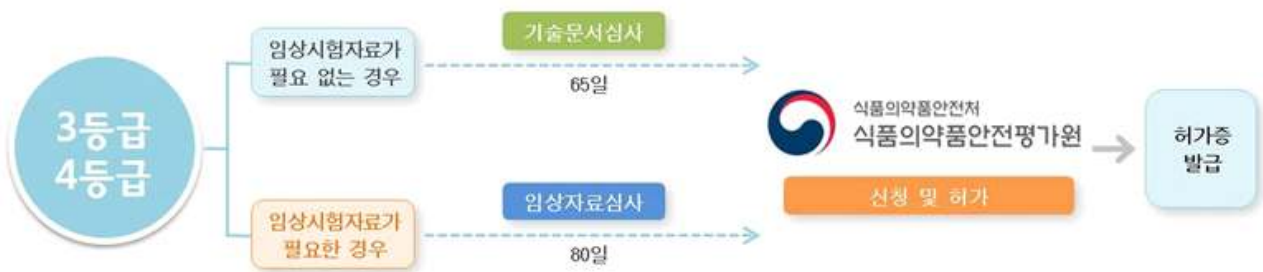 3등급
4등급
임상시험자료가
필요 없는 경우
기술문서심사
65일
임상시험자료가
필요한 경우
임상자료심사
80일
식품의약품안전처
식품의약품안전평가원
신청 및 허가
허가증
발급